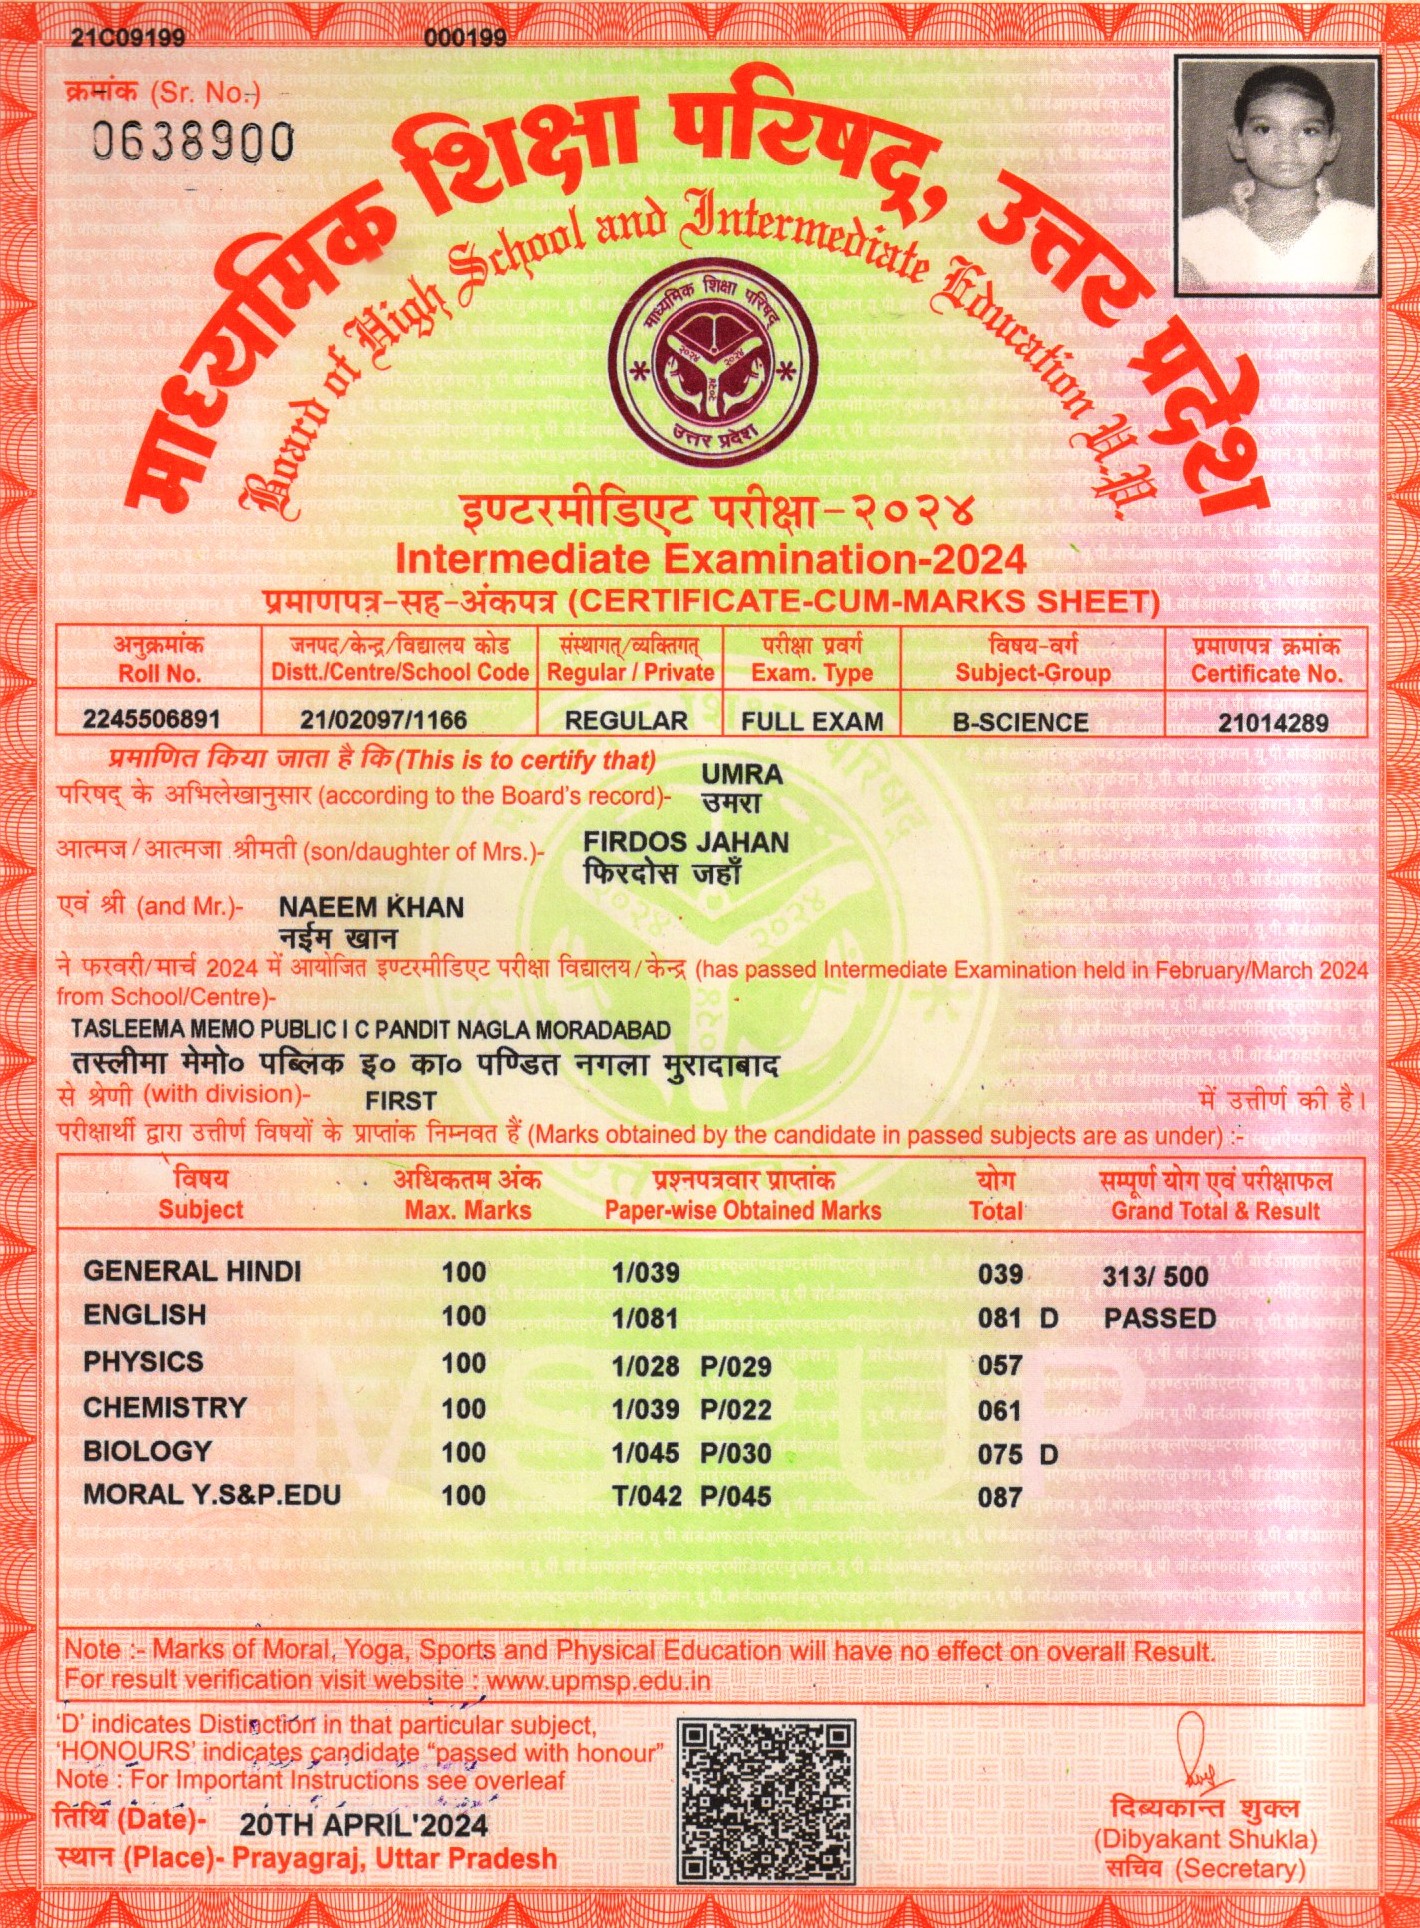 21C09199 000199
क्रमांक (Sr. No.)
0638900
माध्यमिक शिक्षा परिषद्, उत्तर प्रदेश
Board of High School and Intermediate Education U.P.
माध्यमिक शिक्षा परिषद्
२०२४ २०२४
२०२४
उत्तर प्रदेश
इण्टरमीडिएट परीक्षा-२०२४
Intermediate Examination-2024
प्रमाणपत्र-सह-अंकपत्र (CERTIFICATE-CUM-MARKS SHEET)
अनुक्रमांक जनपद/केन्द्र/विद्यालय कोड संस्थागत्/व्यक्तिगत् परीक्षा प्रवर्ग विषय-वर्ग प्रमाणपत्र क्रमांक
Roll No. Distt./Centre/School Code Regular / Private Exam. Type Subject-Group Certificate No.
2245506891 21/02097/1166 REGULAR FULL EXAM B-SCIENCE 21014289
प्रमाणित किया जाता है कि (This is to certify that) UMRA
परिषद् के अभिलेखानुसार (according to the Board's record)- उमरा
आत्मज/आत्मजा श्रीमती (son/daughter of Mrs.)- FIRDOS JAHAN
फिरदोस जहाँ
एवं श्री (and Mr.)- NAEEM KHAN
नईम खान
ने फरवरी/मार्च 2024 में आयोजित इण्टरमीडिएट परीक्षा विद्यालय/केन्द्र (has passed Intermediate Examination held in February/March 2024
from School/Centre)-
TASLEEMA MEMO PUBLIC I C PANDIT NAGLA MORADABAD
तस्लीमा मेमो० पब्लिक इ० का० पण्डित नगला मुरादाबाद
से श्रेणी (with division)- FIRST में उत्तीर्ण की है।
परीक्षार्थी द्वारा उत्तीर्ण विषयों के प्राप्तांक निम्नवत हैं (Marks obtained by the candidate in passed subjects are as under) :-
विषय अधिकतम अंक प्रश्नपत्रवार प्राप्तांक योग सम्पूर्ण योग एवं परीक्षाफल
Subject Max. Marks Paper-wise Obtained Marks Total Grand Total & Result
GENERAL HINDI 100 1/039 039 313/ 500
ENGLISH 100 1/081 081 D PASSED
PHYSICS 100 1/028 P/029 057
CHEMISTRY 100 1/039 P/022 061
BIOLOGY 100 1/045 P/030 075 D
MORAL Y.S&P.EDU 100 T/042 P/045 087
MSPUP
Note :- Marks of Moral, Yoga, Sports and Physical Education will have no effect on overall Result.
For result verification visit website : www.upmsp.edu.in
'D' indicates Distinction in that particular subject,
'HONOURS' indicates candidate "passed with honour"
Note : For Important Instructions see overleaf
तिथि (Date)- 20TH APRIL'2024
स्थान (Place)- Prayagraj, Uttar Pradesh
दिब्यकान्त शुक्ल
(Dibyakant Shukla)
सचिव (Secretary)